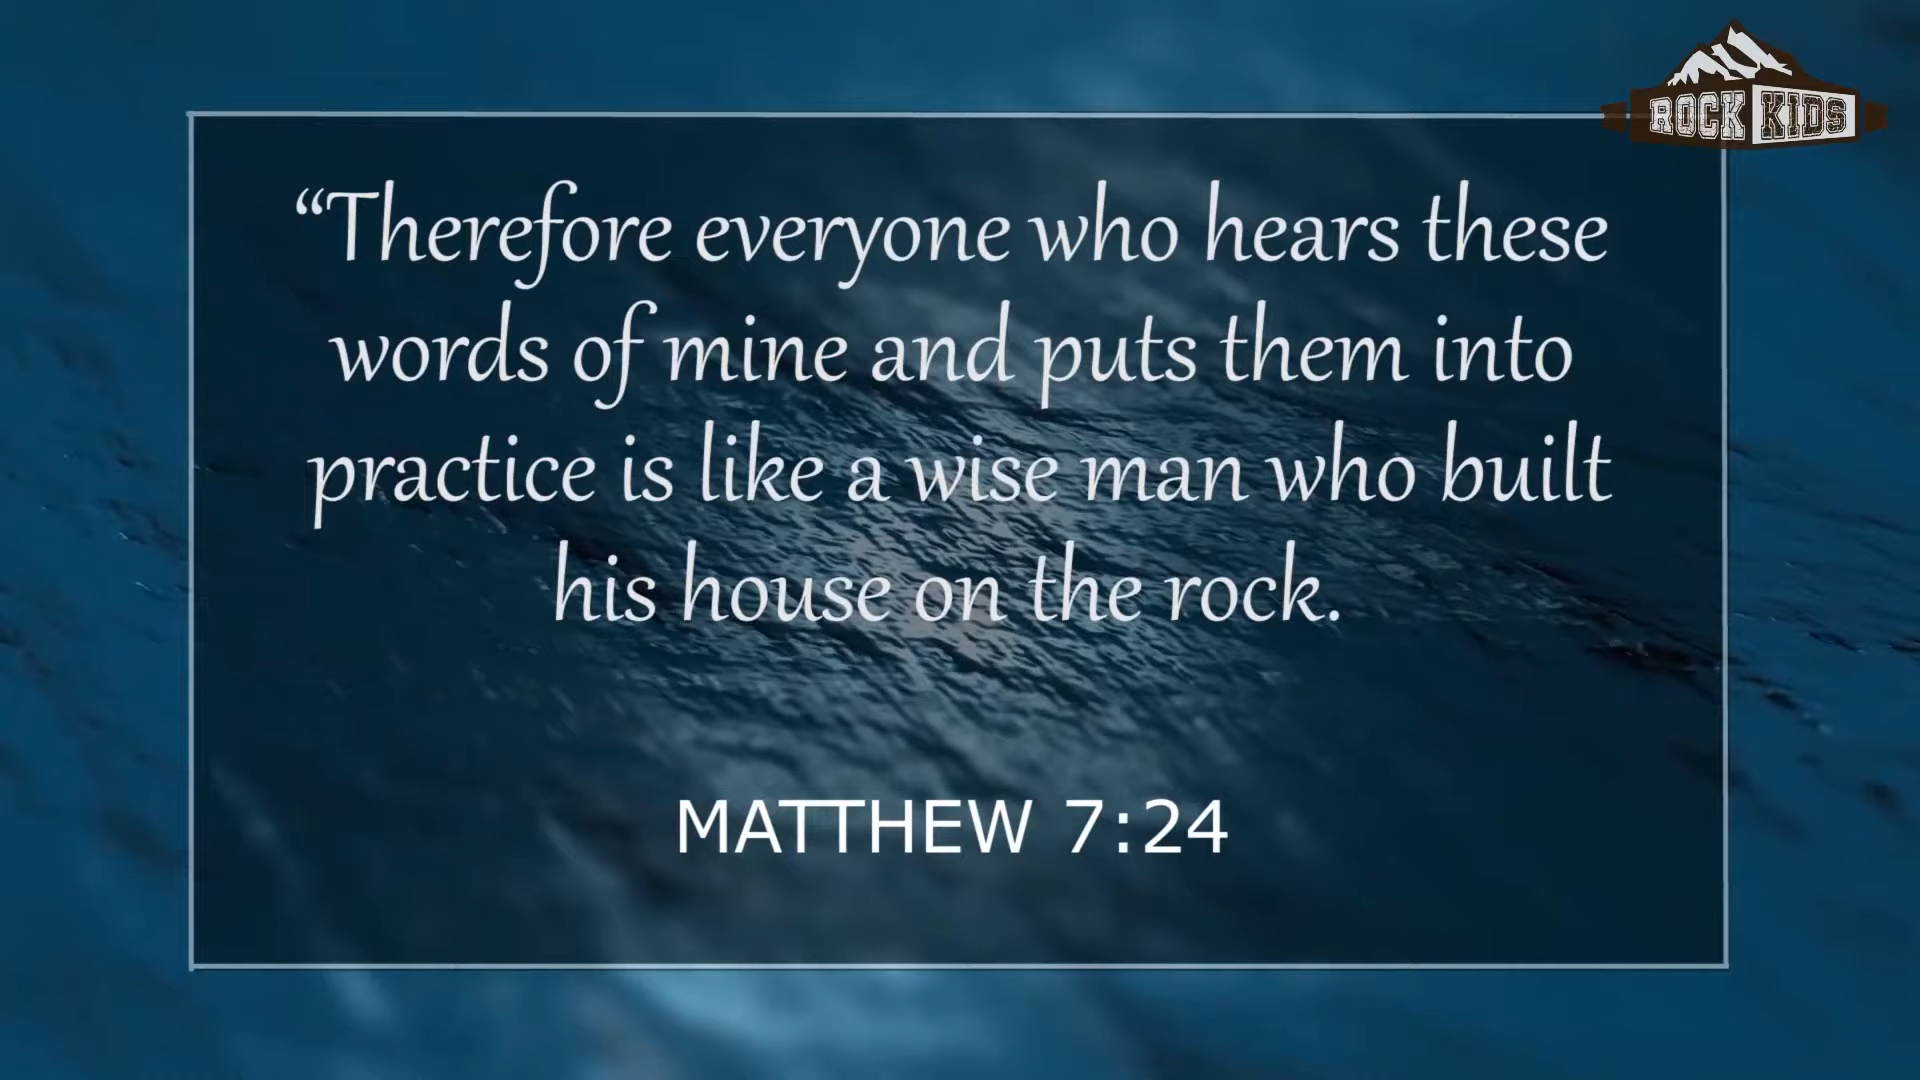 ROCK KIDS
“Therefore everyone who hears these
words of mine and puts them into
practice is like a wise man who built
his house on the rock.
MATTHEW 7:24